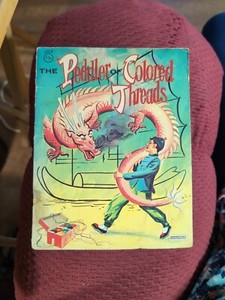 THE Peddler OF Colored
Threads